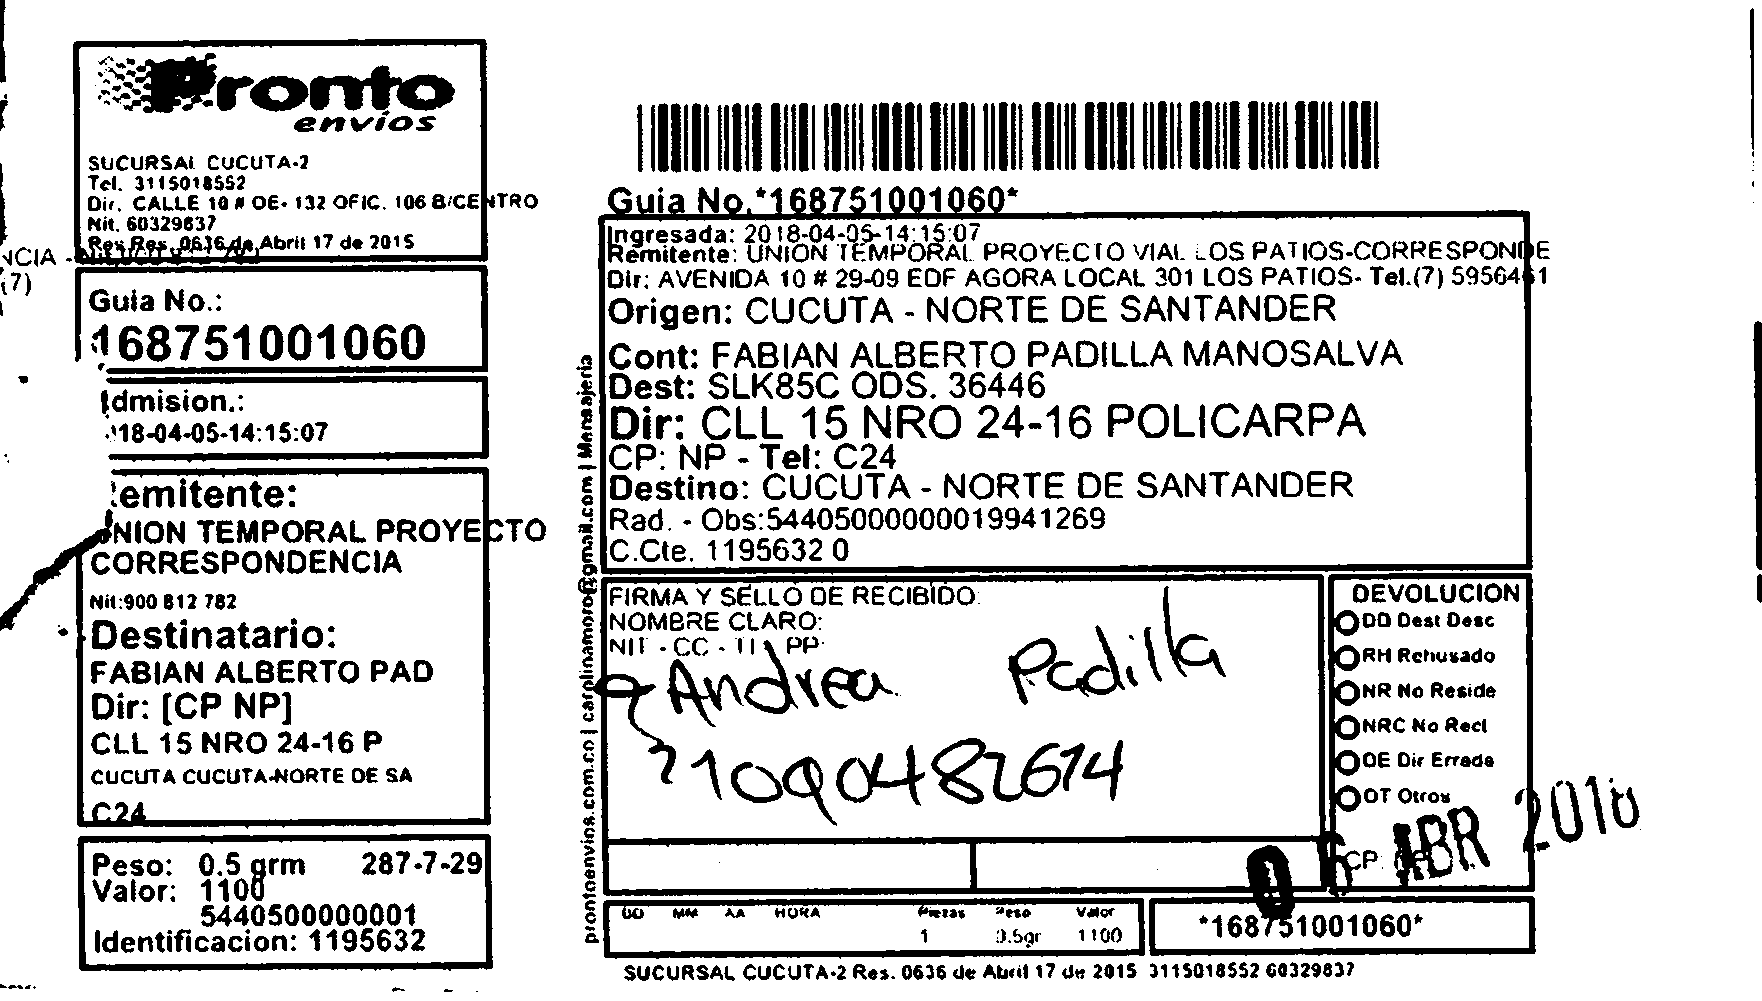 Pronto
envíos
SUCURSAL CUCUTA-2
Tel. 3115018552
Dir. CALLE 10 # OE- 132 OFIC. 106 B/CENTRO
Nit. 60329837
Res Res. 0636 de Abril 17 de 2015
NCIA -
(7)
Guia No.:
168751001060
dmision.:
18-04-05-14:15:07
emitente:
UNION TEMPORAL PROYECTO
CORRESPONDENCIA
Nit:900 812 782
Destinatario:
FABIAN ALBERTO PAD
Dir: [CP NP]
CLL 15 NRO 24-16 P
CUCUTA CUCUTA-NORTE DE SA
C24
Peso: 0.5 grm 287-7-29
Valor: 1100
5440500000001
Identificacion: 1195632
prontoenvios.com.co | carolinamoro@gmail.com | Mensajeria
Guia No.*168751001060*
Ingresada: 2018-04-05-14:15:07
Remitente: UNION TEMPORAL PROYECTO VIAL LOS PATIOS-CORRESPONDE
Dir: AVENIDA 10 # 29-09 EDF AGORA LOCAL 301 LOS PATIOS- Tel.(7) 5956461
Origen: CUCUTA - NORTE DE SANTANDER
Cont: FABIAN ALBERTO PADILLA MANOSALVA
Dest: SLK85C ODS. 36446
Dir: CLL 15 NRO 24-16 POLICARPA
CP: NP - Tel: C24
Destino: CUCUTA - NORTE DE SANTANDER
Rad. - Obs:54405000000019941269
C.Cte. 1195632 0
FIRMA Y SELLO DE RECIBIDO:
NOMBRE CLARO:
NIT - CC - TI - PP:
Andrea Padilla
1090482614
DEVOLUCION
DD Dest Desc
RH Rehusado
NR No Reside
NRC No Recl
DE Dir Errada
OT Otros
CP:
06 ABR 2018
DD MM AA HORA Piezas Peso Valor
1 0.5gr 1100
*168751001060*
SUCURSAL CUCUTA-2 Res. 0636 de Abril 17 de 2015 3115018552 60329837